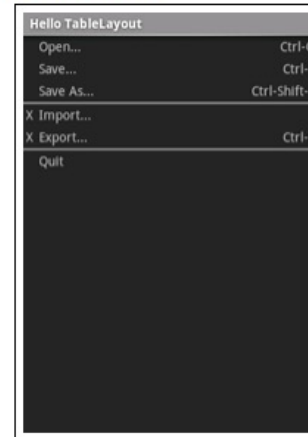 Hello TableLayout
Open... Ctrl-
Save... Ctrl-
Save As... Ctrl-Shift-
X Import...
X Export... Ctrl-
Quit